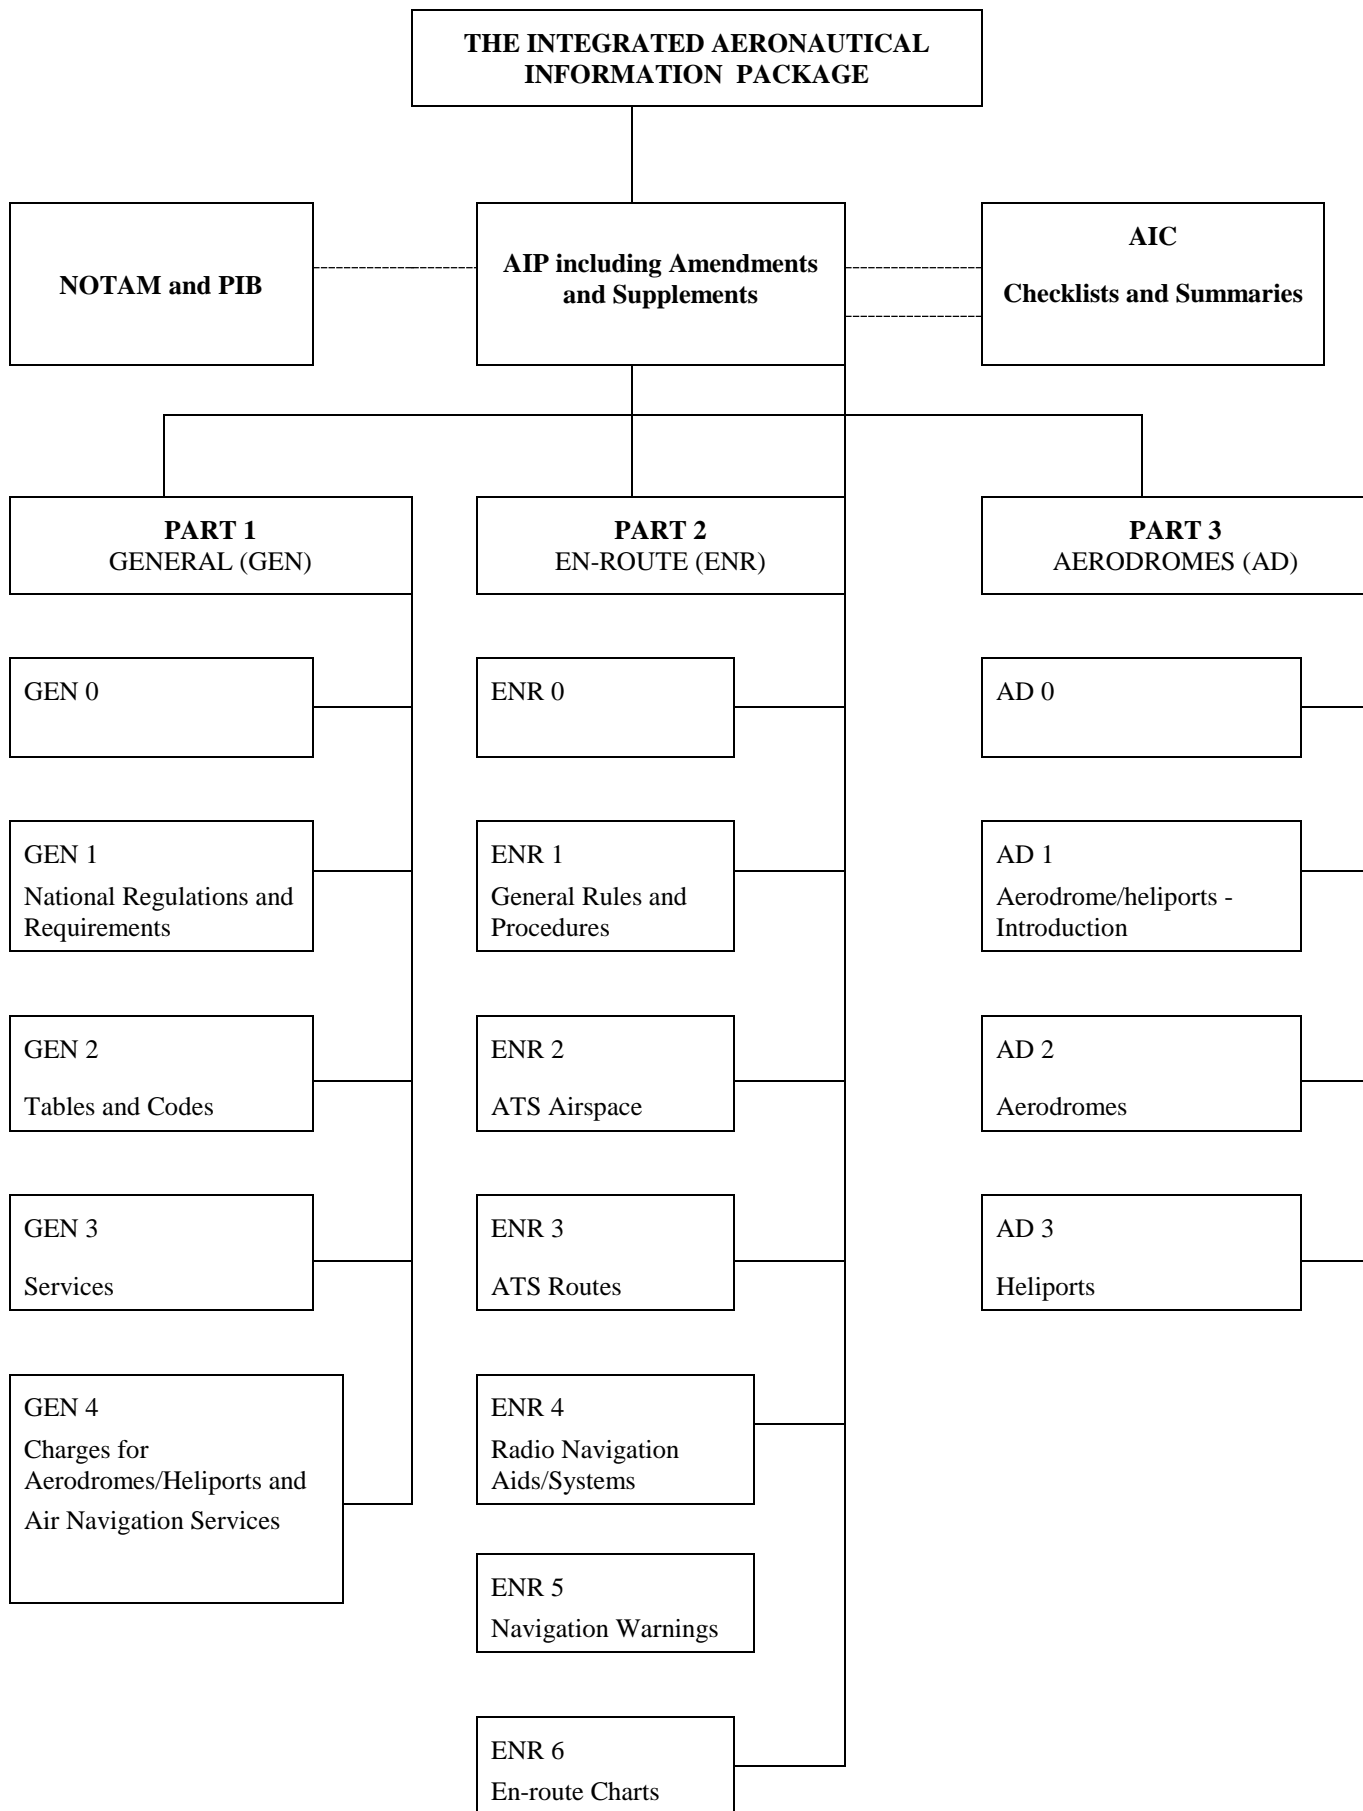 THE INTEGRATED AERONAUTICAL
INFORMATION PACKAGE
NOTAM and PIB
AIP including Amendments
and Supplements
AIC
Checklists and Summaries
PART 1
GENERAL (GEN)
PART 2
EN-ROUTE (ENR)
PART 3
AERODROMES (AD)
GEN 0
ENR 0
AD 0
GEN 1
National Regulations and
Requirements
ENR 1
General Rules and
Procedures
AD 1
Aerodrome/heliports -
Introduction
GEN 2
Tables and Codes
ENR 2
ATS Airspace
AD 2
Aerodromes
GEN 3
Services
ENR 3
ATS Routes
AD 3
Heliports
GEN 4
Charges for
Aerodromes/Heliports and
Air Navigation Services
ENR 4
Radio Navigation
Aids/Systems
ENR 5
Navigation Warnings
ENR 6
En-route Charts